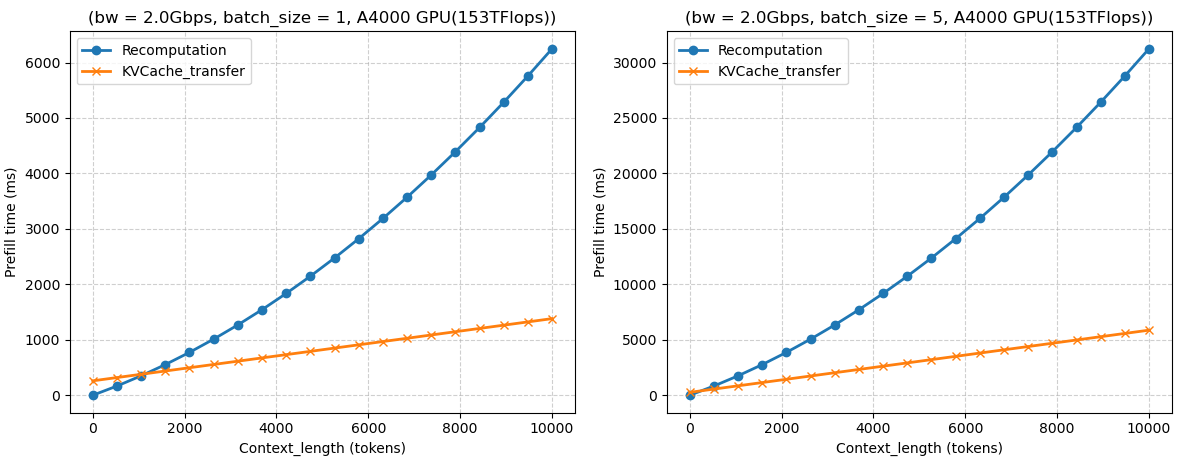 (bw = 2.0Gbps, batch_size = 1, A4000 GPU(153TFlops))
Recomputation
KVCache_transfer
6000
5000
4000
3000
2000
1000
0
Prefill time (ms)
0 2000 4000 6000 8000 10000
Context_length (tokens)
(bw = 2.0Gbps, batch_size = 5, A4000 GPU(153TFlops))
Recomputation
KVCache_transfer
30000
25000
20000
15000
10000
5000
0
Prefill time (ms)
0 2000 4000 6000 8000 10000
Context_length (tokens)